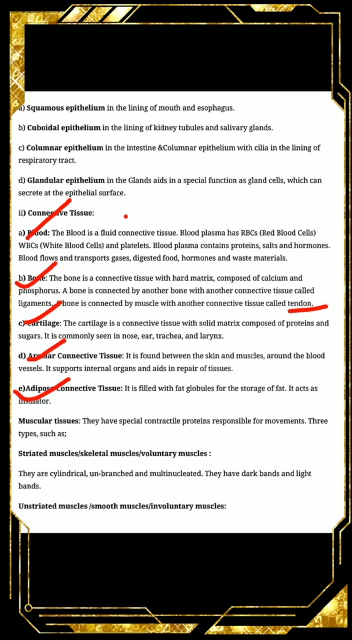 a) Squamous epithelium in the lining of mouth and esophagus.
b) Cuboidal epithelium in the lining of kidney tubules and salivary glands.
c) Columnar epithelium in the intestine &Columnar epithelium with cilia in the lining of
respiratory tract.
d) Glandular epithelium in the Glands aids in a special function as gland cells, which can
secrete at the epithelial surface.
ii) Connective Tissue:
a) Blood: The Blood is a fluid connective tissue. Blood plasma has RBCs (Red Blood Cells)
WBCs (White Blood Cells) and platelets. Blood plasma contains proteins, salts and hormones.
Blood flows and transports gases, digested food, hormones and waste materials.
b) Bone: The bone is a connective tissue with hard matrix, composed of calcium and
phosphorus. A bone is connected by another bone with another connective tissue called
ligaments. A bone is connected by muscle with another connective tissue called tendon.
c) Cartilage: The cartilage is a connective tissue with solid matrix composed of proteins and
sugars. It is commonly seen in nose, ear, trachea, and larynx.
d) Areolar Connective Tissue: It is found between the skin and muscles, around the blood
vessels. It supports internal organs and aids in repair of tissues.
e)Adipose Connective Tissue: It is filled with fat globules for the storage of fat. It acts as
insulator.
Muscular tissues: They have special contractile proteins responsible for movements. Three
types, such as;
Striated muscles/skeletal muscles/voluntary muscles :
They are cylindrical, un-branched and multinucleated. They have dark bands and light
bands.
Unstriated muscles /smooth muscles/involuntary muscles: